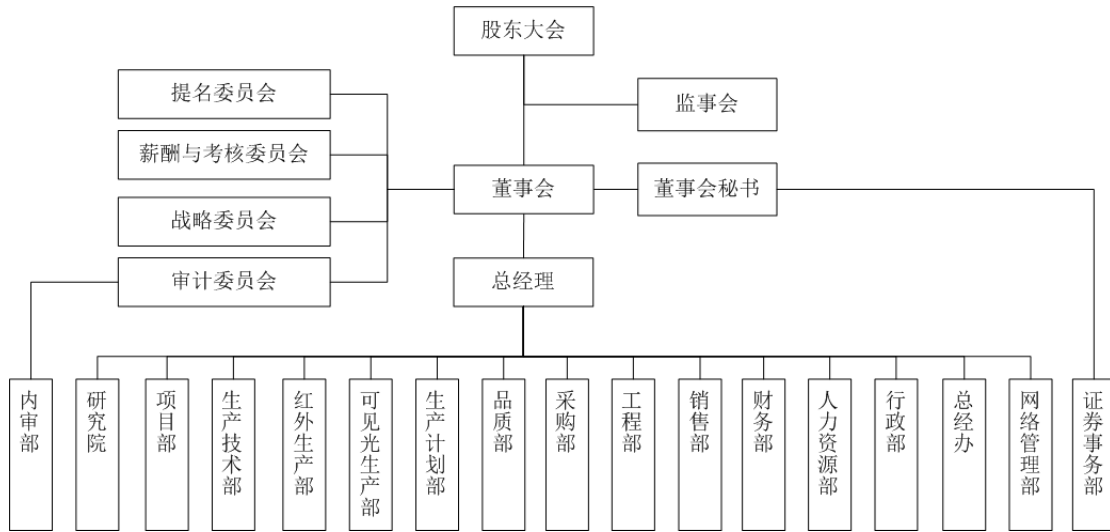 股东大会
提名委员会
监事会
薪酬与考核委员会
董事会
董事会秘书
战略委员会
审计委员会
总经理
内审部
研究院
项目部
生产技术部
红外生产部
可见光生产部
生产计划部
品质部
采购部
工程部
销售部
财务部
人力资源部
行政部
总经办
网络管理部
证券事务部